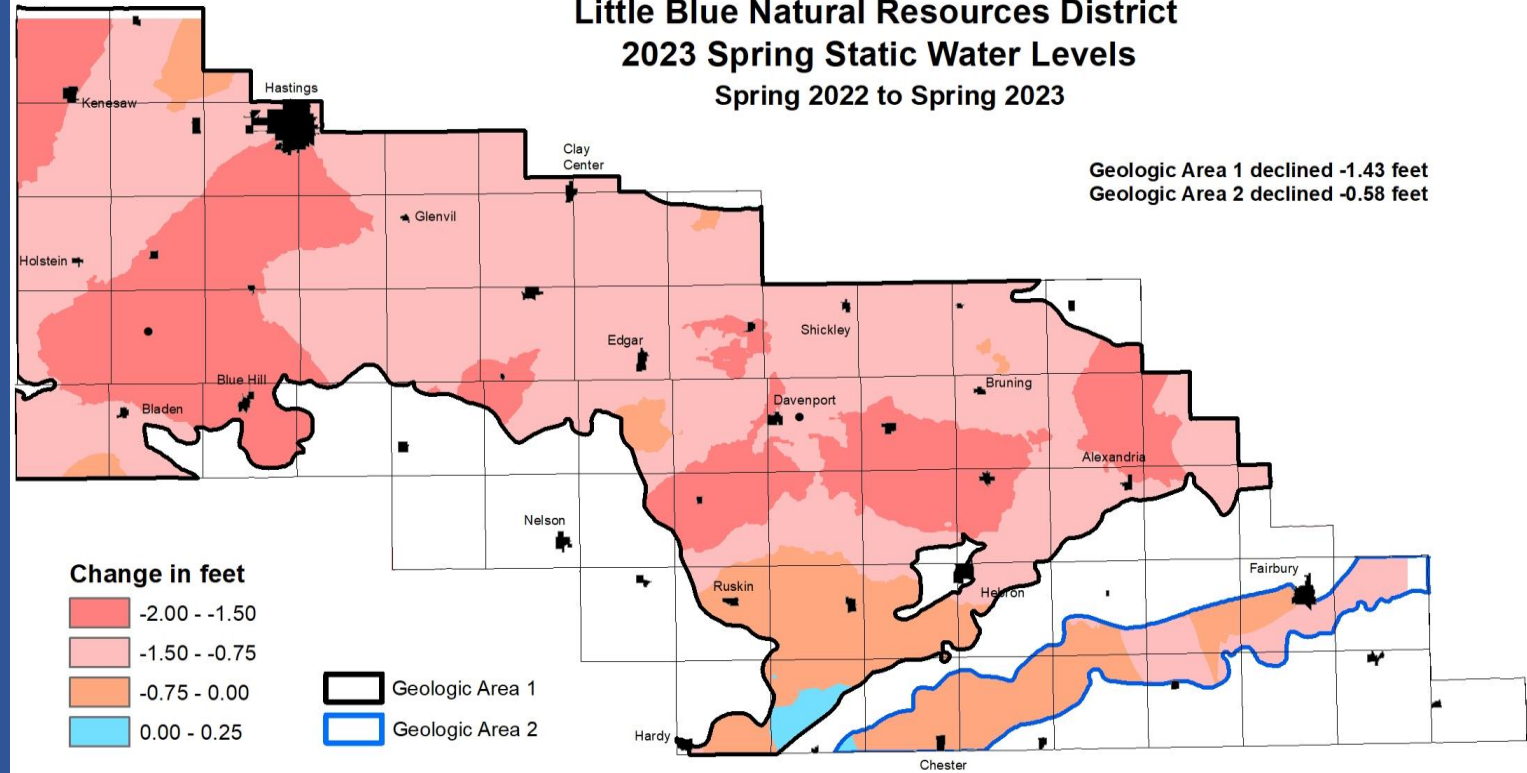 Little Blue Natural Resources District
2023 Spring Static Water Levels
Spring 2022 to Spring 2023
Geologic Area 1 declined -1.43 feet
Geologic Area 2 declined -0.58 feet
Kenesaw
Hastings
Clay
Center
Glenvil
Holstein
Shickley
Edgar
Blue Hill
Bladen
Bruning
Davenport
Alexandria
Nelson
Ruskin
Hebron
Fairbury
Hardy
Chester
Change in feet
-2.00 - -1.50
-1.50 - -0.75
-0.75 - 0.00
0.00 - 0.25
Geologic Area 1
Geologic Area 2